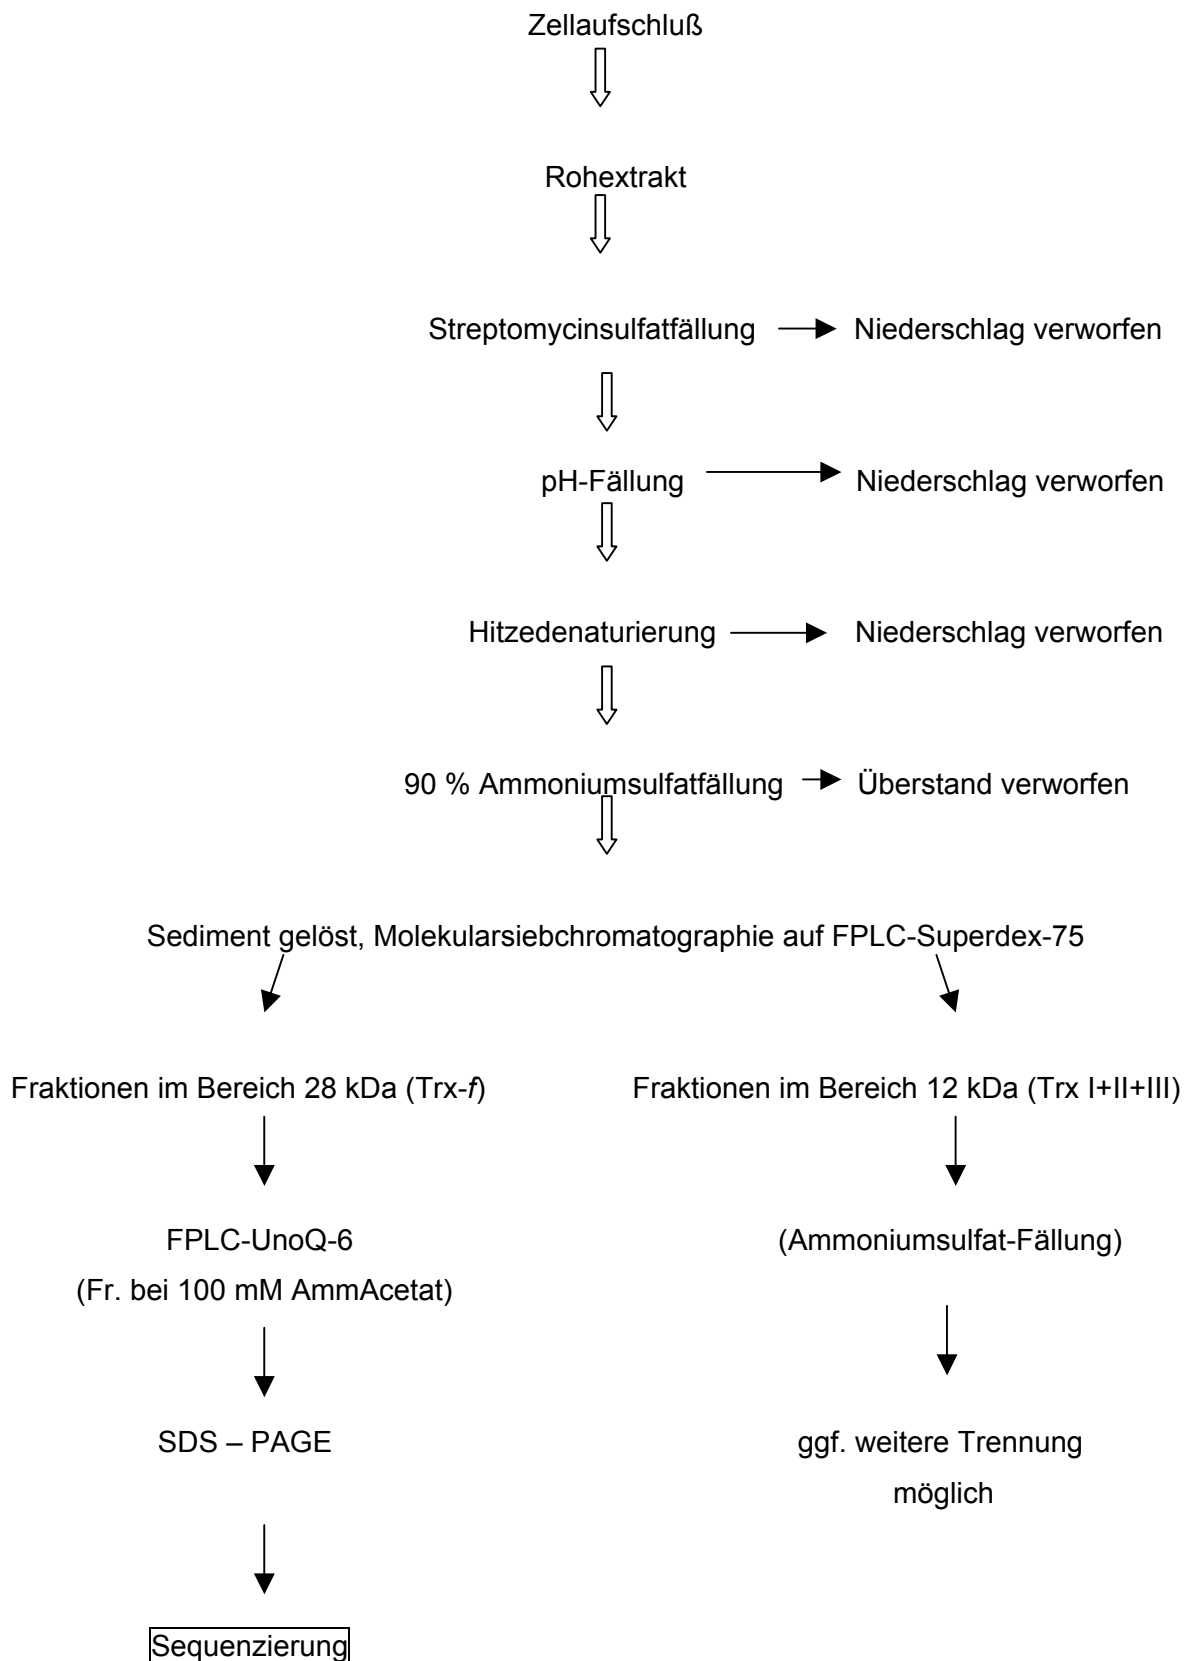 Zellaufschluß
Rohextrakt
Streptomycinsulfatfällung Niederschlag verworfen
pH-Fällung Niederschlag verworfen
Hitzedenaturierung Niederschlag verworfen
90 % Ammoniumsulfatfällung Überstand verworfen
Sediment gelöst, Molekularsiebchromatographie auf FPLC-Superdex-75
Fraktionen im Bereich 28 kDa (Trx-f) Fraktionen im Bereich 12 kDa (Trx I+II+III)
FPLC-UnoQ-6 (Ammoniumsulfat-Fällung)
(Fr. bei 100 mM AmmAcetat)
SDS – PAGE ggf. weitere Trennung
möglich
Sequenzierung